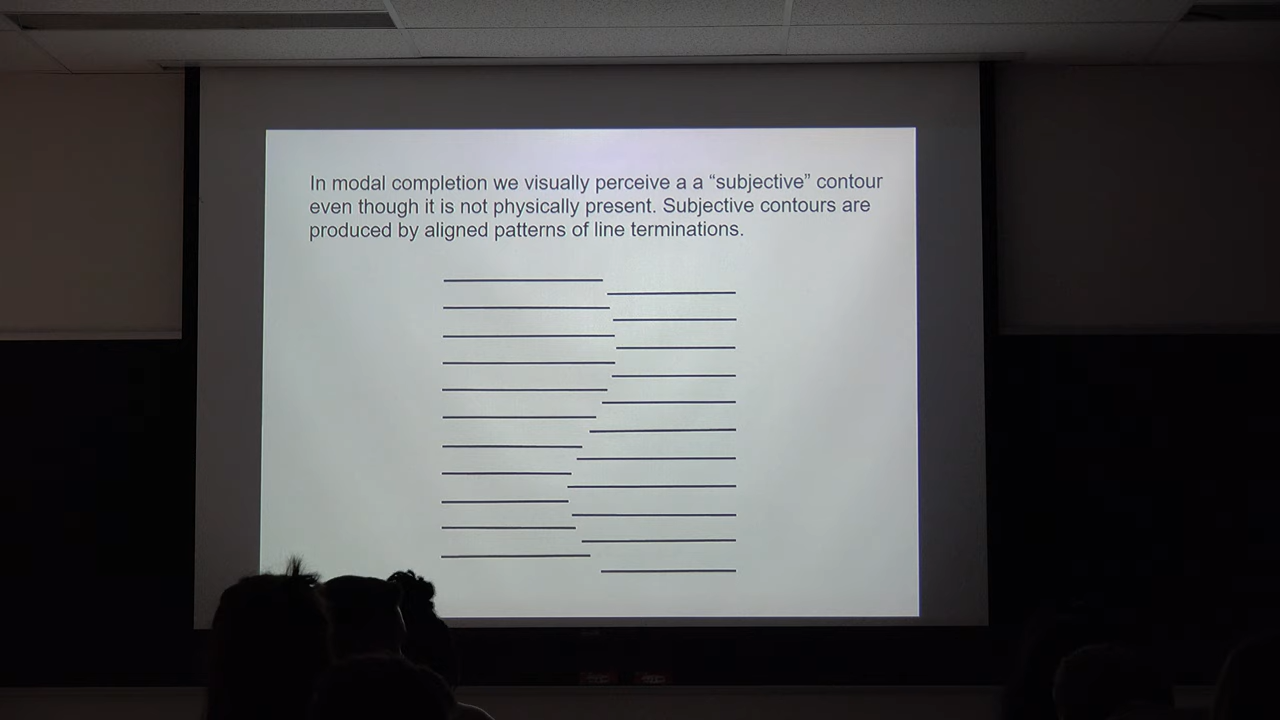 In modal completion we visually perceive a a “subjective” contour
even though it is not physically present. Subjective contours are
produced by aligned patterns of line terminations.